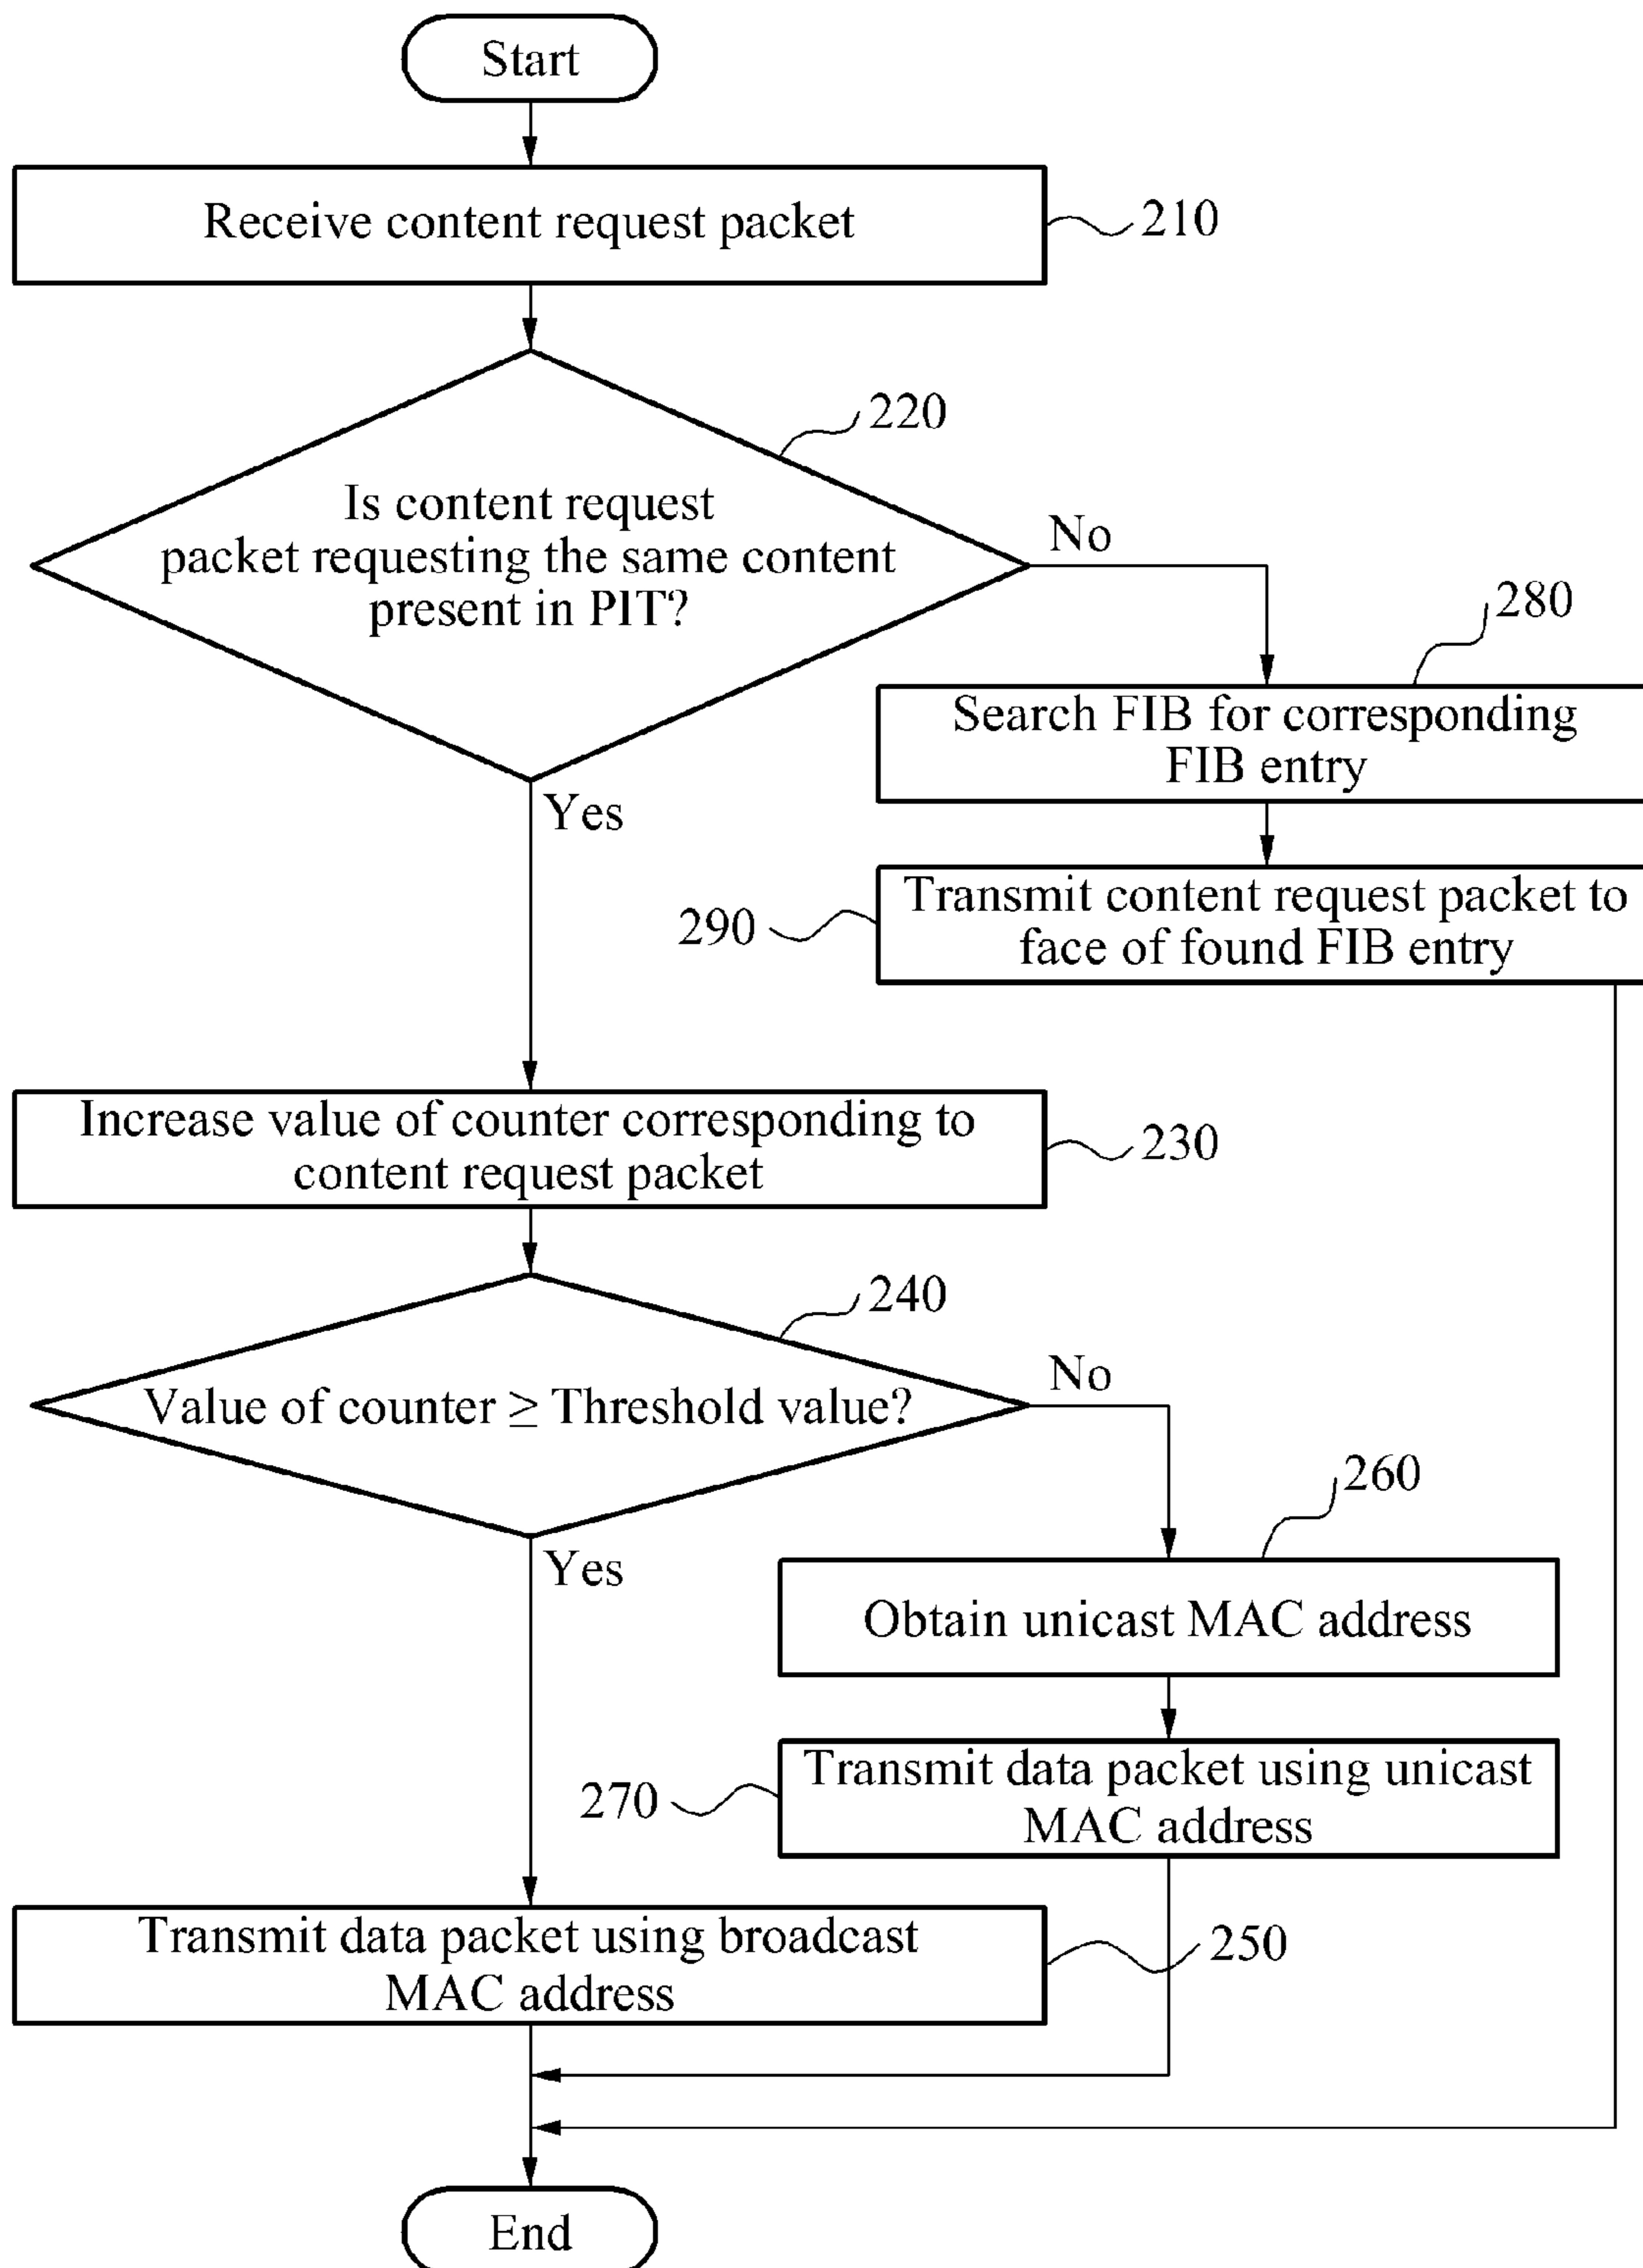 Start
Receive content request packet
210
220
Is content request
packet requesting the same content
present in PIT?
No
280
Search FIB for corresponding
FIB entry
Yes
290
Transmit content request packet to
face of found FIB entry
Increase value of counter corresponding to
content request packet
230
240
Value of counter ≥ Threshold value?
No
260
Yes
Obtain unicast MAC address
270
Transmit data packet using unicast
MAC address
Transmit data packet using broadcast
MAC address
250
End